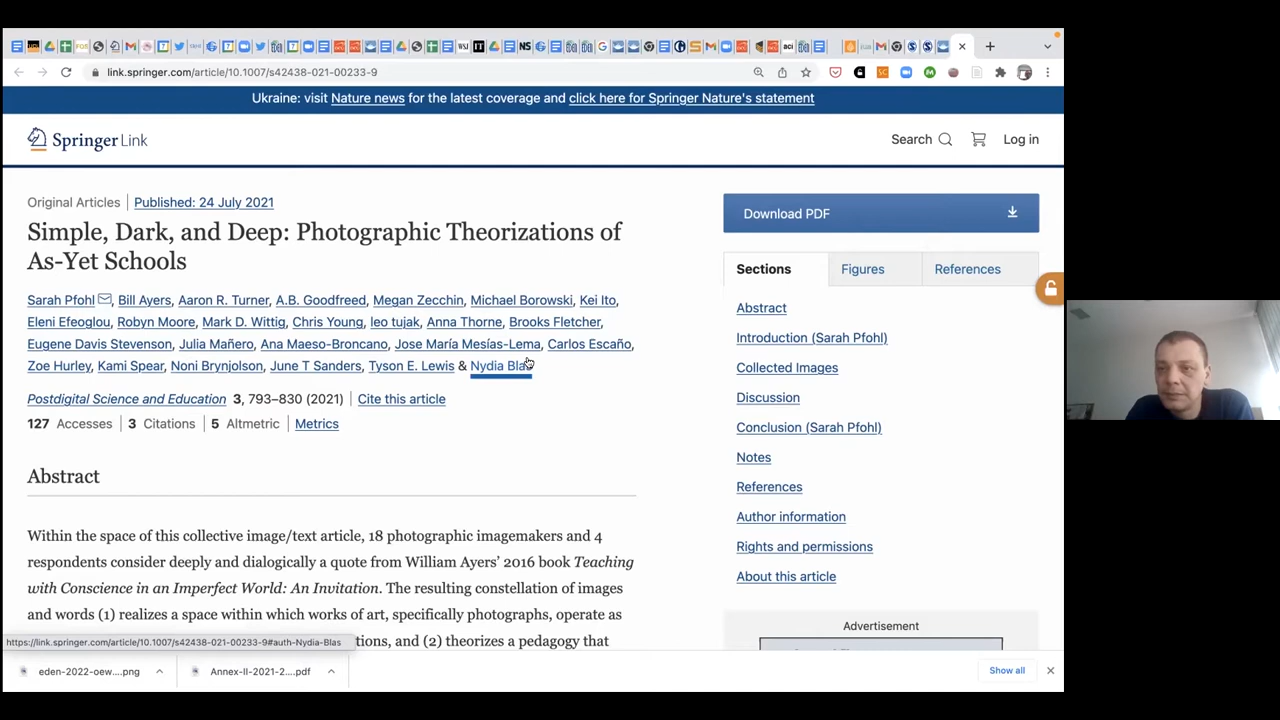 link.springer.com/article/10.1007/s42438-021-00233-9
Ukraine: visit Nature news for the latest coverage and click here for Springer Nature's statement
Springer Link
Search
Log in
Original Articles | Published: 24 July 2021
Simple, Dark, and Deep: Photographic Theorizations of
As-Yet Schools
Sarah Pfohl, Bill Ayers, Aaron R. Turner, A.B. Goodfreed, Megan Zecchin, Michael Borowski, Kei Ito,
Eleni Efeoglou, Robyn Moore, Mark D. Wittig, Chris Young, leo tujak, Anna Thorne, Brooks Fletcher,
Eugene Davis Stevenson, Julia Mañero, Ana Maeso-Broncano, Jose María Mesías-Lema, Carlos Escaño,
Zoe Hurley, Kami Spear, Noni Brynjolson, June T Sanders, Tyson E. Lewis & Nydia Blas
Postdigital Science and Education 3, 793–830 (2021) | Cite this article
127 Accesses | 3 Citations | 5 Altmetric | Metrics
Abstract
Within the space of this collective image/text article, 18 photographic imagemakers and 4
respondents consider deeply and dialogically a quote from William Ayers’ 2016 book Teaching
with Conscience in an Imperfect World: An Invitation. The resulting constellation of images
and words (1) realizes a space within which works of art, specifically photographs, operate as
tions, and (2) theorizes a pedagogy that
https://link.springer.com/article/10.1007/s42438-021-00233-9#auth-Nydia-Blas
Download PDF
Sections
Figures
References
Abstract
Introduction (Sarah Pfohl)
Collected Images
Discussion
Conclusion (Sarah Pfohl)
Notes
References
Author information
Rights and permissions
About this article
Advertisement
eden-2022-oew....png
Annex-II-2021-2....pdf
Show all